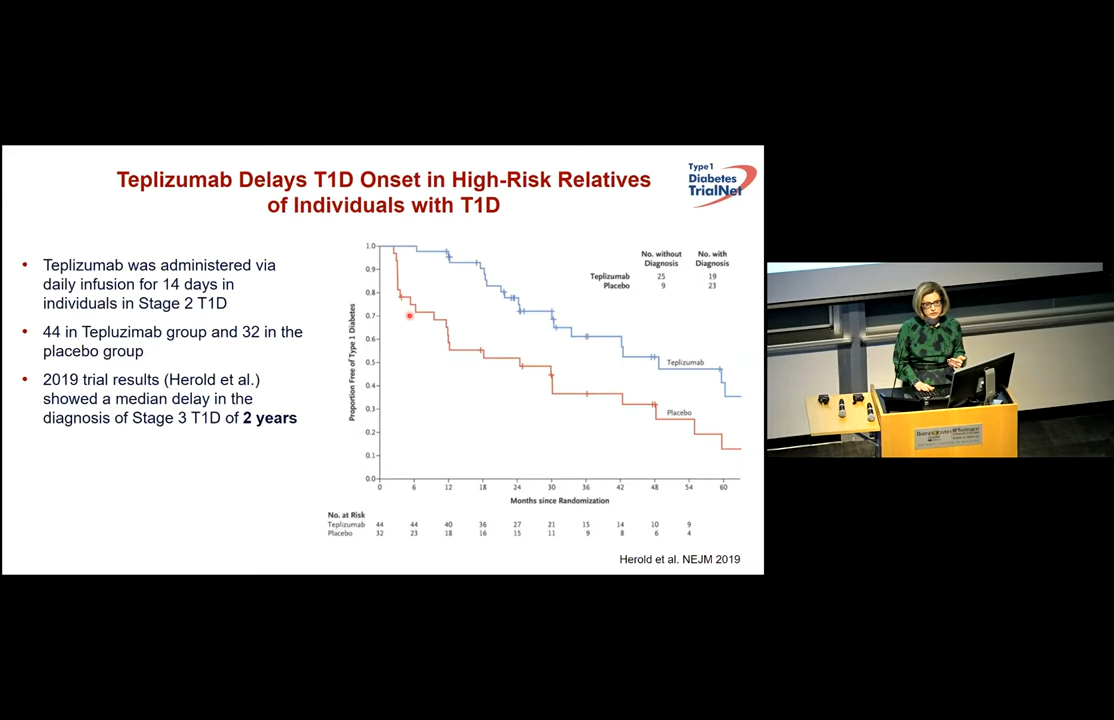 Teplizumab Delays T1D Onset in High-Risk Relatives
of Individuals with T1D
Type 1
Diabetes
TrialNet
• Teplizumab was administered via
daily infusion for 14 days in
individuals in Stage 2 T1D
• 44 in Tepluzimab group and 32 in the
placebo group
• 2019 trial results (Herold et al.)
showed a median delay in the
diagnosis of Stage 3 T1D of 2 years
Proportion Free of Type 1 Diabetes
1.0
0.9
0.8
0.7
0.6
0.5
0.4
0.3
0.2
0.1
0.0
No. without Diagnosis No. with Diagnosis
Teplizumab 25 19
Placebo 9 23
Teplizumab
Placebo
0 6 12 18 24 30 36 42 48 54 60
Months since Randomization
No. at Risk
Teplizumab 44 44 40 36 27 21 15 14 10 9
Placebo 32 23 18 16 15 11 9 8 6 4
Herold et al. NEJM 2019